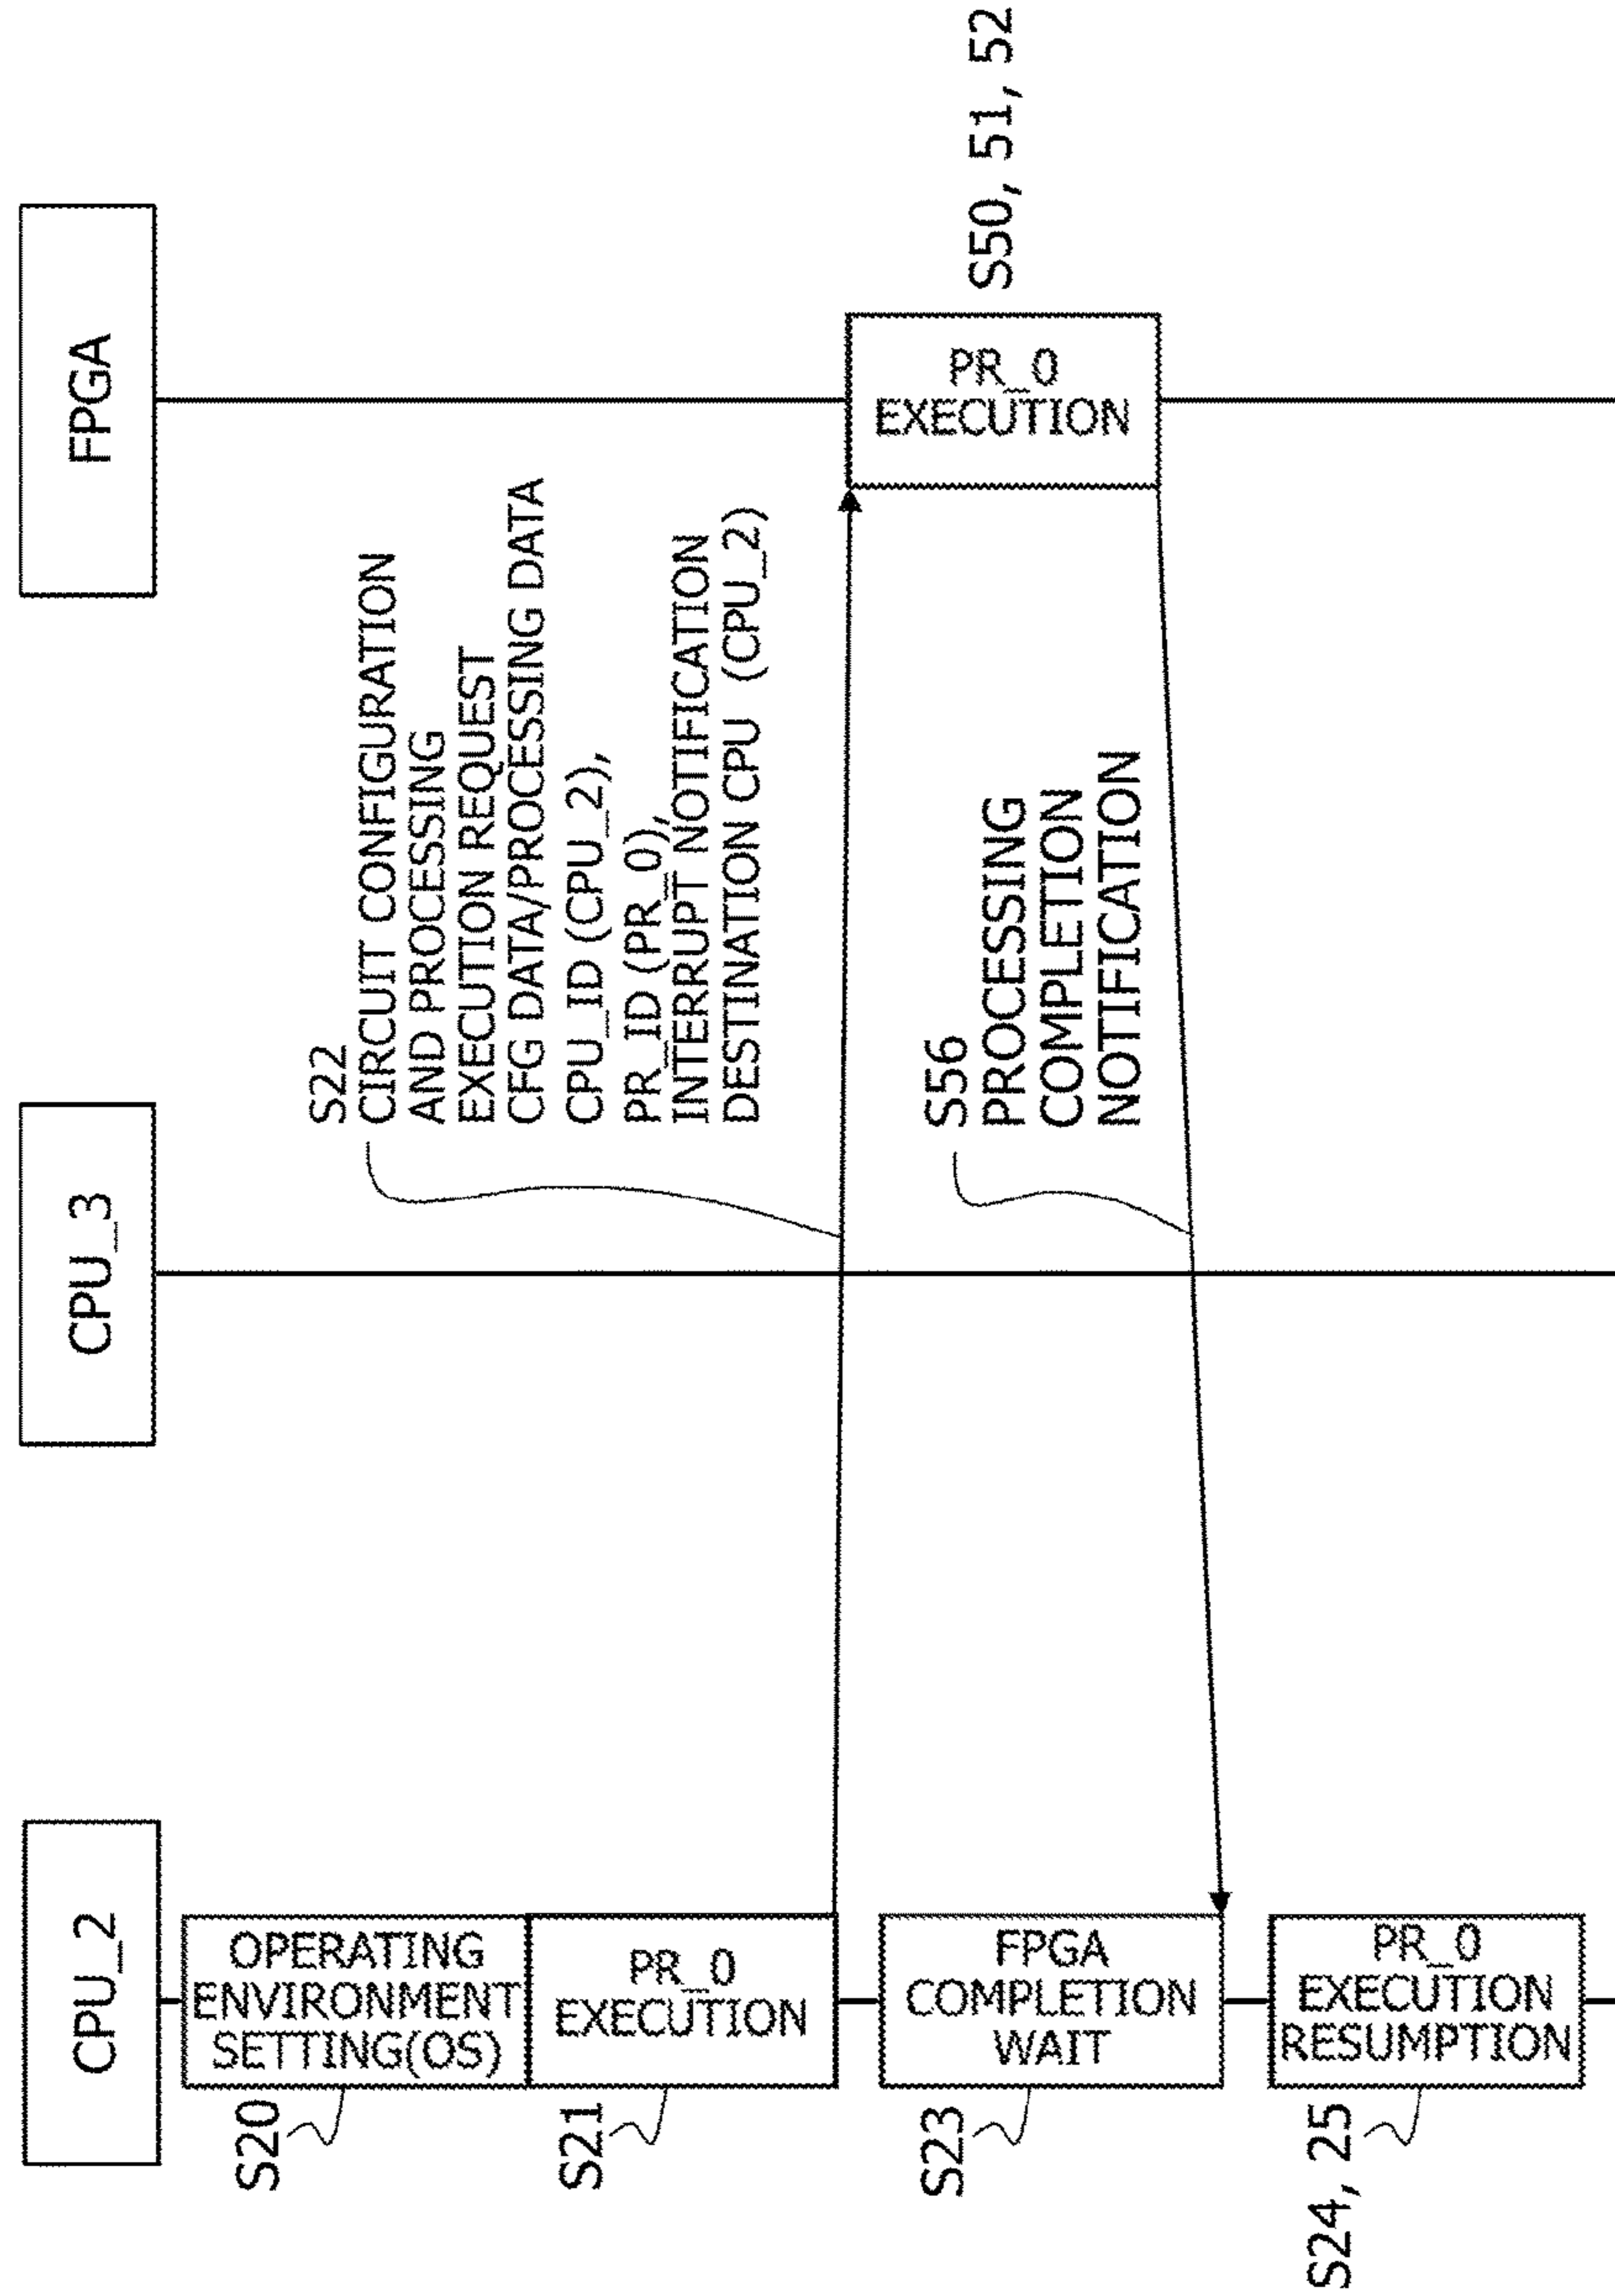 CPU_2
CPU_3
FPGA
S20
OPERATING
ENVIRONMENT
SETTING(OS)
S21
PR_0
EXECUTION
S22
CIRCUIT CONFIGURATION
AND PROCESSING
EXECUTION REQUEST
CFG DATA/PROCESSING DATA
CPU_ID (CPU_2),
PR_ID (PR_0),
INTERRUPT NOTIFICATION
DESTINATION CPU (CPU_2)
PR_0
EXECUTION
S50, 51, 52
S23
FPGA
COMPLETION
WAIT
S56
PROCESSING
COMPLETION
NOTIFICATION
S24, 25
PR_0
EXECUTION
RESUMPTION